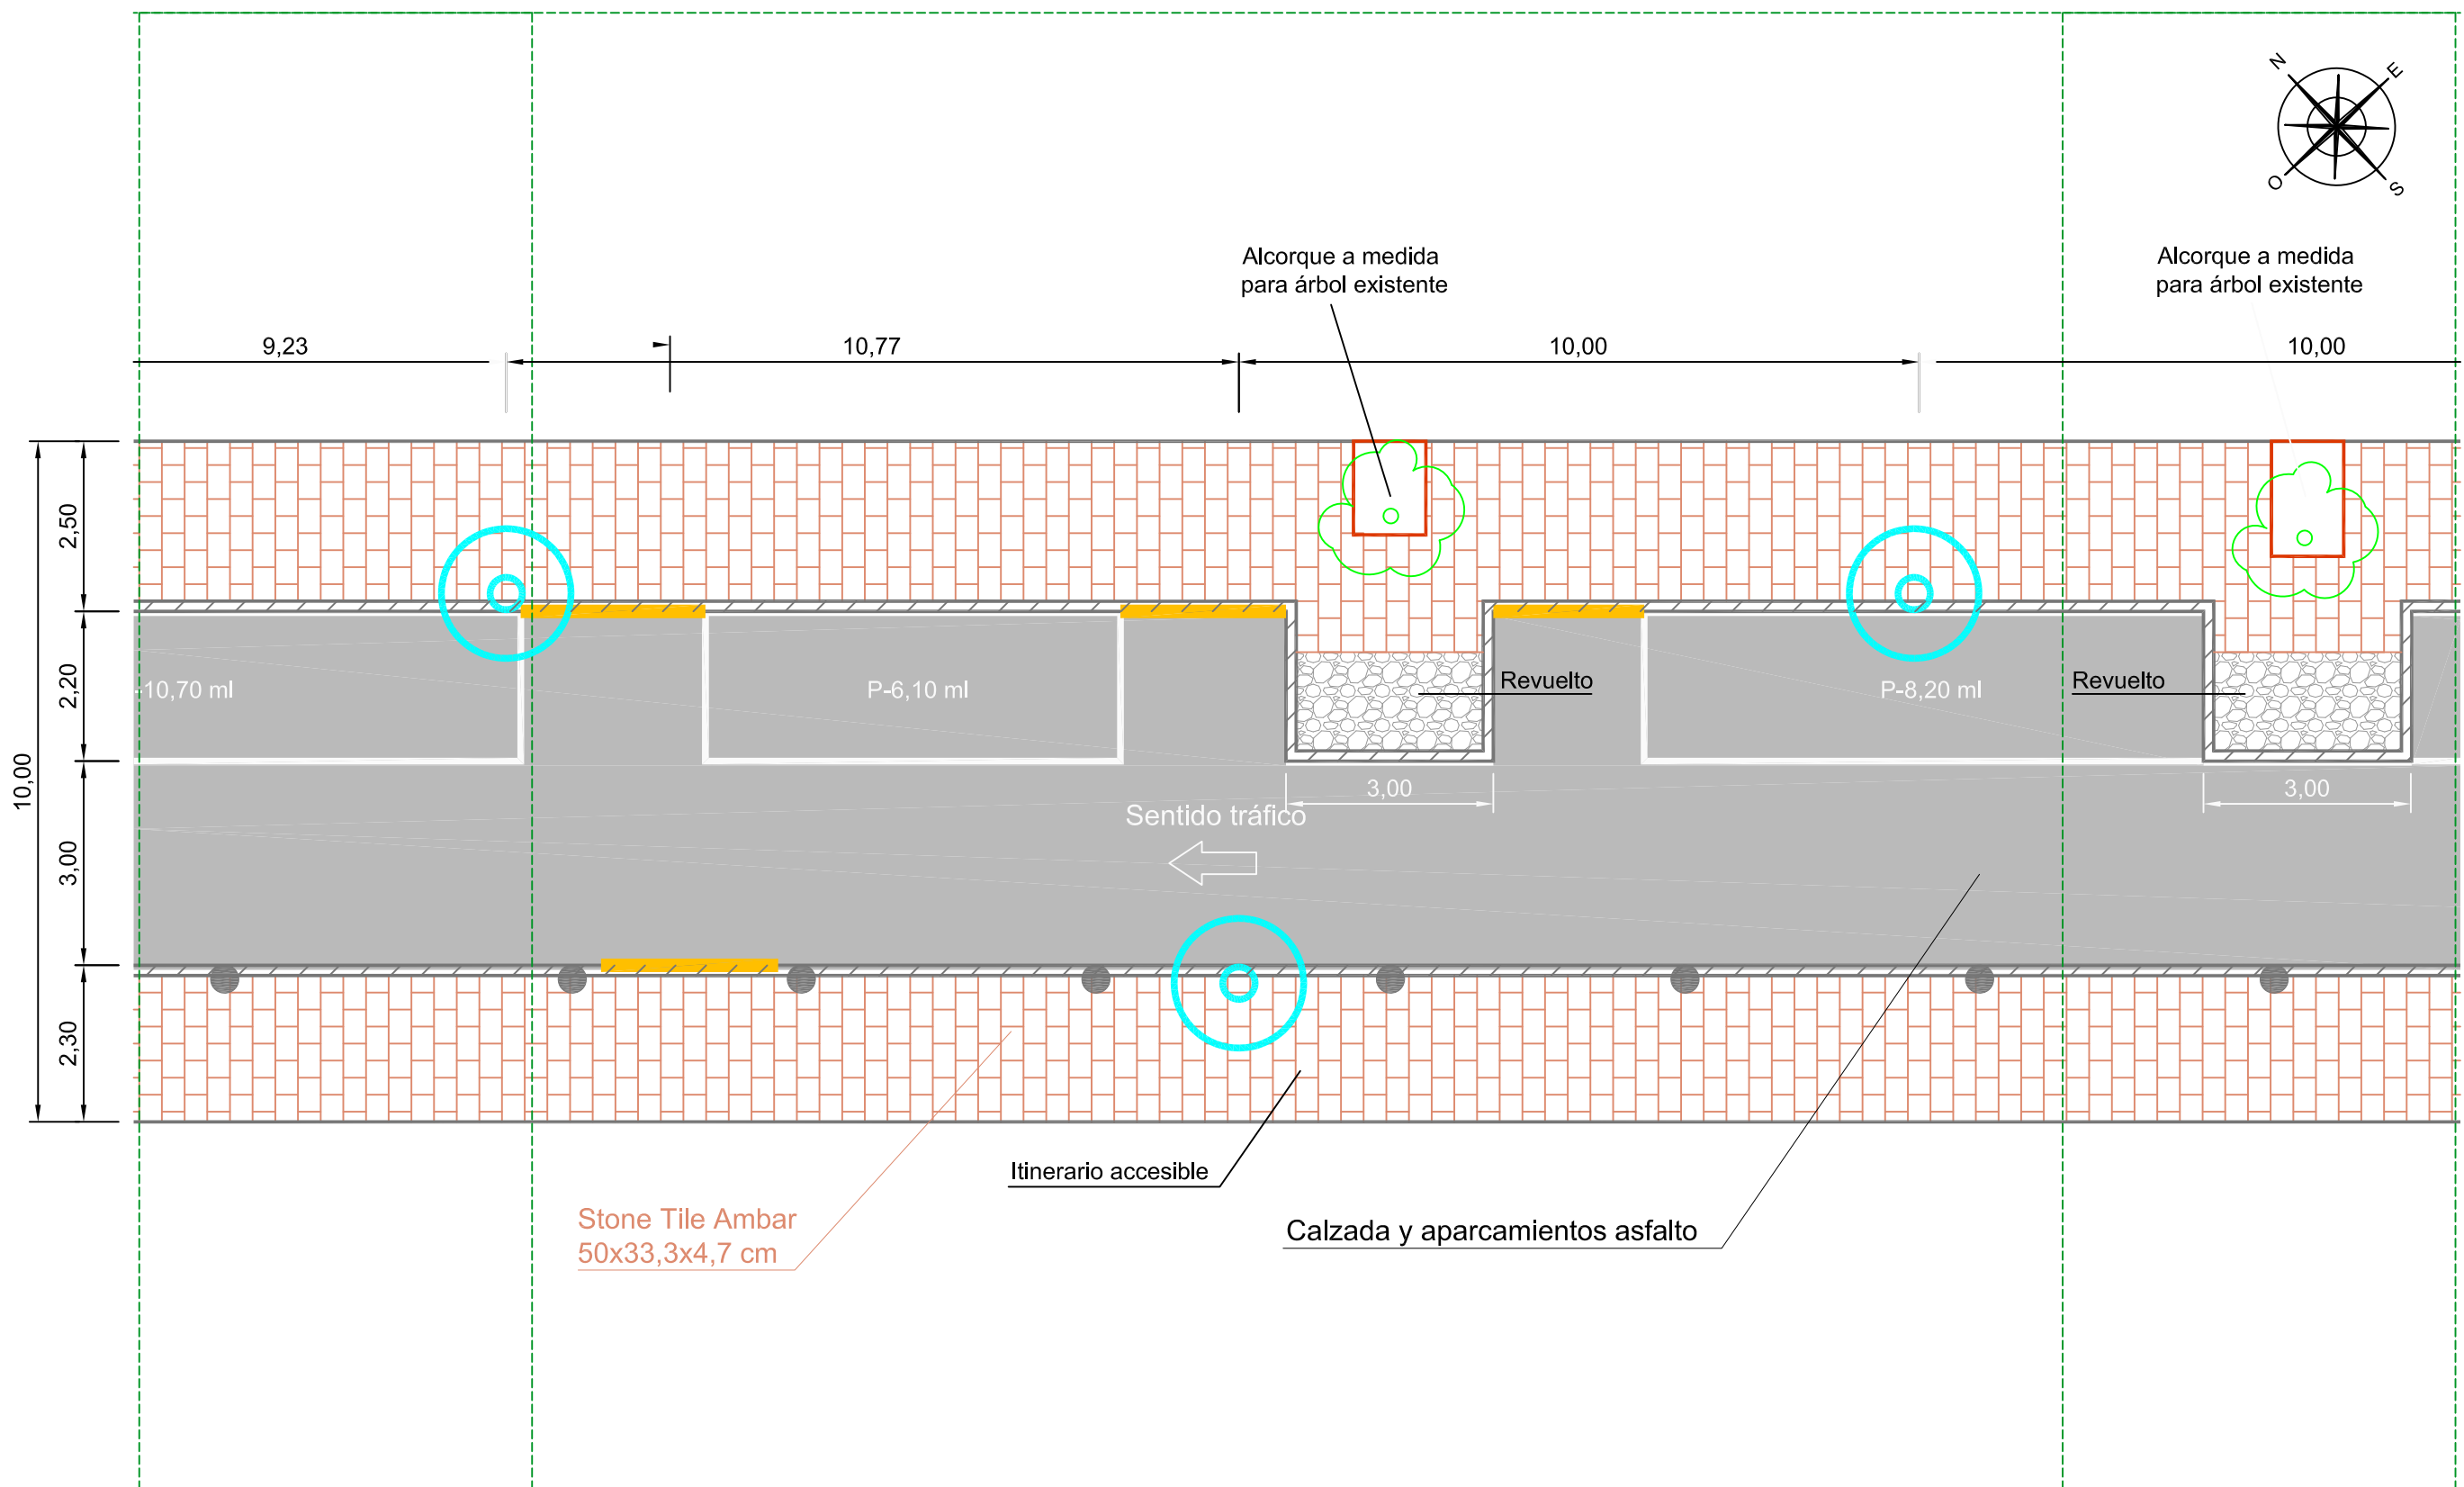 N
E
O
S
Alcorque a medida
para árbol existente
Alcorque a medida
para árbol existente
9,23
10,77
10,00
10,00
2,50
2,20
10,00
3,00
2,30
-10,70 ml
P-6,10 ml
Revuelto
P-8,20 ml
Revuelto
3,00
3,00
Sentido tráfico
Itinerario accesible
Stone Tile Ambar
50x33,3x4,7 cm
Calzada y aparcamientos asfalto